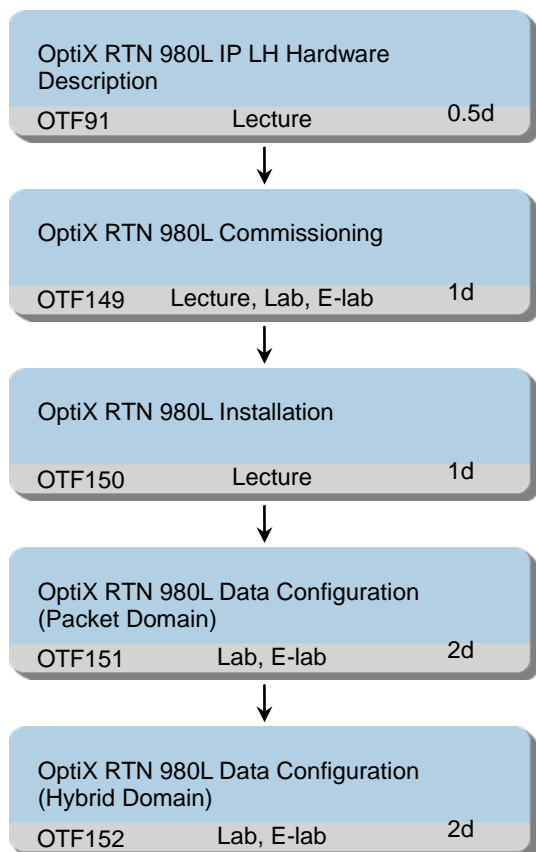 OptiX RTN 980L IP LH Hardware
Description
OTF91 Lecture 0.5d
OptiX RTN 980L Commissioning
OTF149 Lecture, Lab, E-lab 1d
OptiX RTN 980L Installation
OTF150 Lecture 1d
OptiX RTN 980L Data Configuration
(Packet Domain)
OTF151 Lab, E-lab 2d
OptiX RTN 980L Data Configuration
(Hybrid Domain)
OTF152 Lab, E-lab 2d